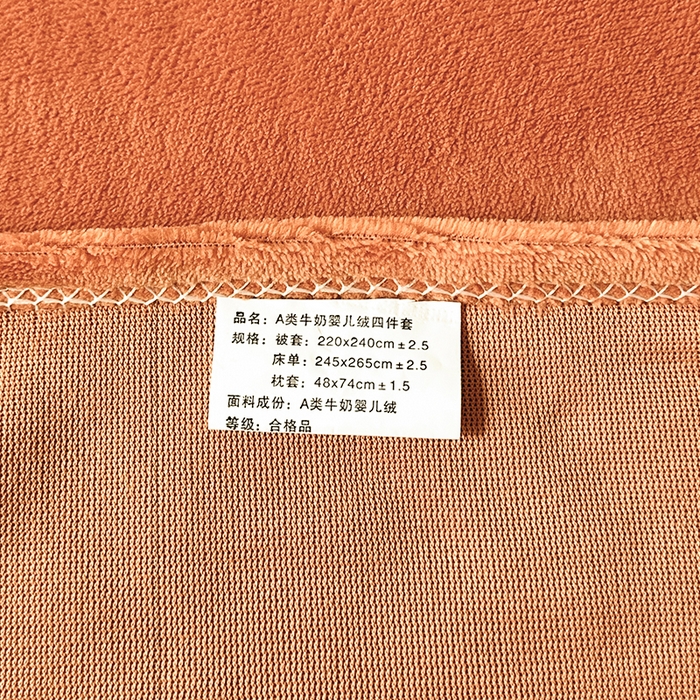 品名：A类牛奶婴儿绒四件套
规格：被套：220x240cm±2.5
床单：245x265cm±2.5
枕套：48x74cm±1.5
面料成份：A类牛奶婴儿绒
等级：合格品